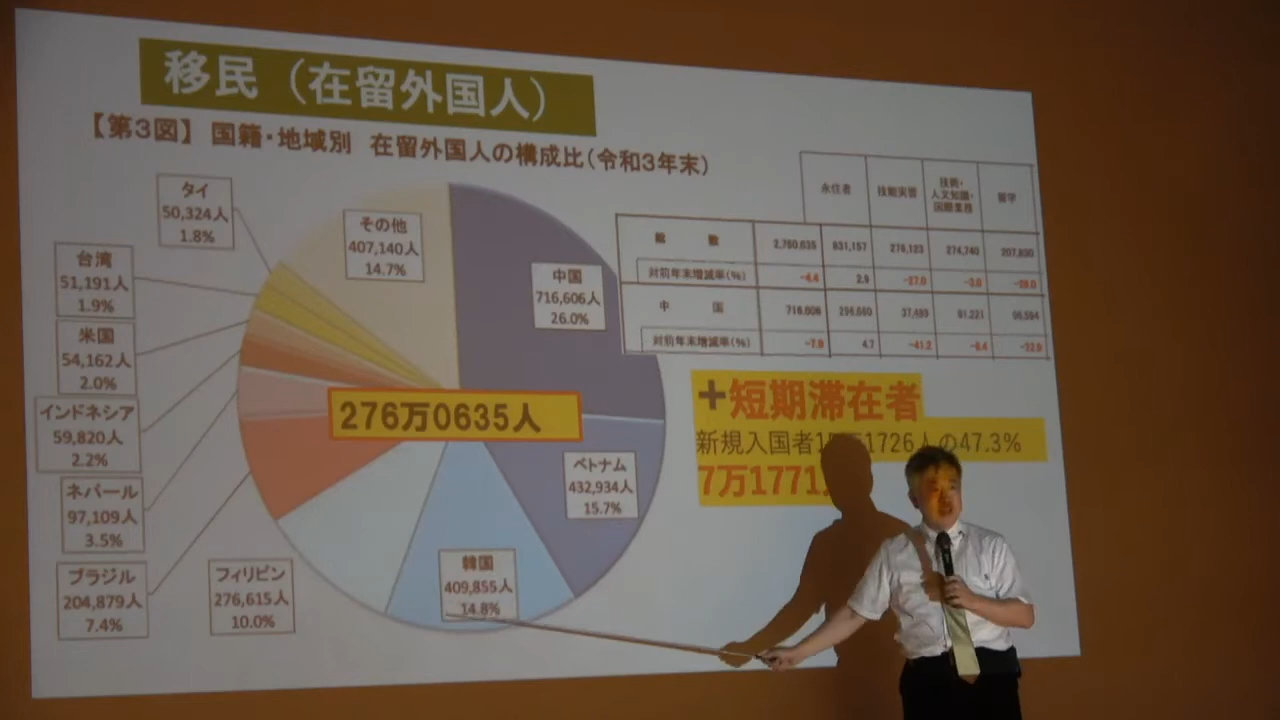 移民（在留外国人）
【第3図】 国籍・地域別 在留外国人の構成比(令和3年末)
タイ
50,324人
1.8%
その他
407,140人
14.7%
台湾
51,191人
1.9%
中国
716,606人
26.0%
米国
54,162人
2.0%
インドネシア
59,820人
2.2%
ネパール
97,109人
3.5%
ブラジル
204,879人
7.4%
フィリピン
276,615人
10.0%
韓国
409,855人
14.8%
ベトナム
432,934人
15.7%
276万0635人
永住者 技能実習 技術・人文知識・国際業務 留学
総数 2,760,635 831,157 276,123 274,740 207,830
対前年末増減率(%) -4.4 2.9 -27.0 -3.0 -26.0
中国 716,606 296,600 37,489 81,221
対前年末増減率(%) -7.9 4.7 -41.2 -8.4 -22.9
+短期滞在者
新規入国者 1726人の47.3%
7万1771